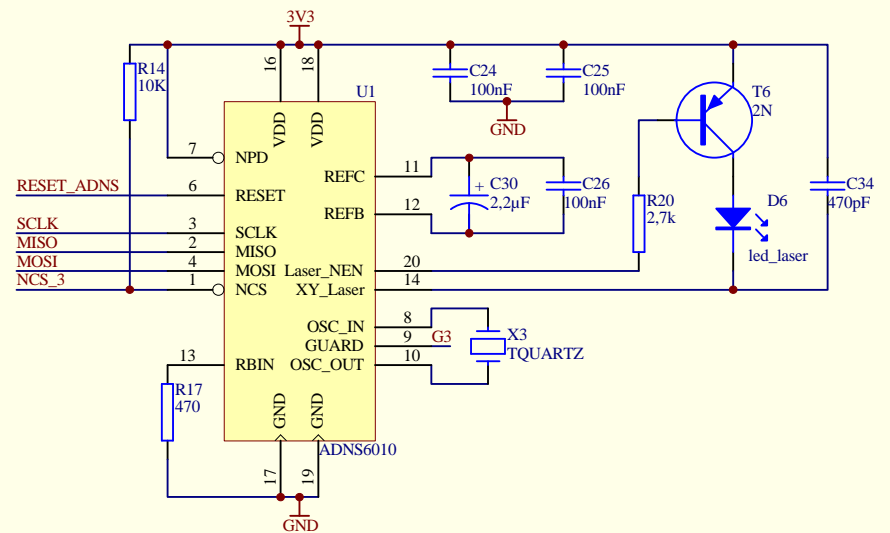 3V3
R14
10K
16
VDD
18
VDD
U1
C24
100nF
C25
100nF
GND
T6
2N
7
NPD
RESET_ADNS
6
RESET
SCLK
3
SCLK
MISO
2
MISO
MOSI
4
MOSI
NCS_3
1
NCS
REFC
11
REFB
12
C30
+
2,2µF
C26
100nF
R20
2,7k
D6
led_laser
C34
470pF
Laser_NEN
20
XY_Laser
14
OSC_IN
8
GUARD
9
G3
OSC_OUT
10
X3
TQUARTZ
13
RBIN
R17
470
GND
GND
ADNS6010
17
19
GND